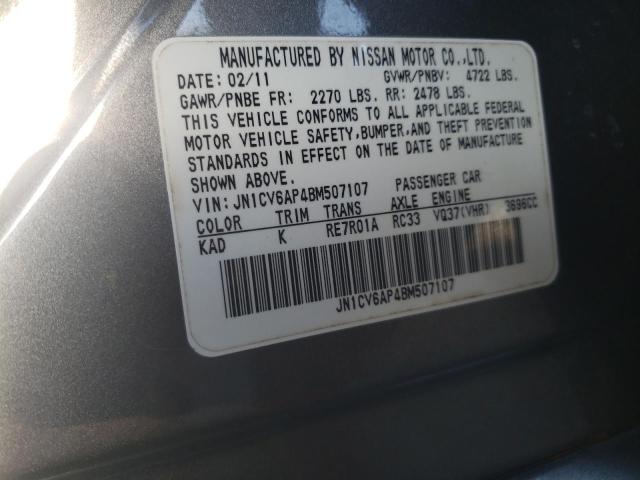 MANUFACTURED BY NISSAN MOTOR CO.,LTD.
DATE: 02/11 GVWR/PNBV: 4722 LBS.
GAWR/PNBE FR: 2270 LBS. RR: 2478 LBS.
THIS VEHICLE CONFORMS TO ALL APPLICABLE FEDERAL
MOTOR VEHICLE SAFETY,BUMPER,AND THEFT PREVENTION
STANDARDS IN EFFECT ON THE DATE OF MANUFACTURE
SHOWN ABOVE.
VIN: JN1CV6AP4BM507107 PASSENGER CAR
COLOR TRIM TRANS AXLE ENGINE
KAD K RE7R01A RC33 VQ37(VHR) 3696CC
JN1CV6AP4BM507107